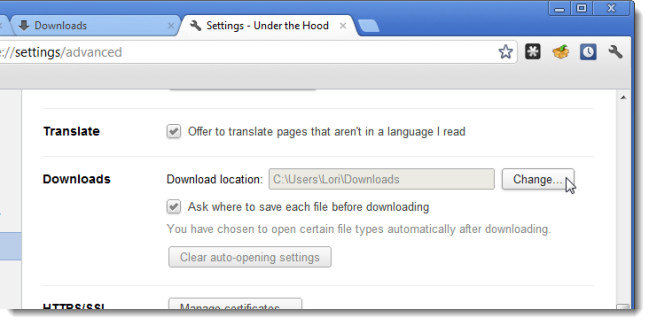 Downloads
Settings - Under the Hood
://settings/advanced
Translate
Offer to translate pages that aren't in a language I read
Downloads
Download location: C:\Users\Lori\Downloads Change...
Ask where to save each file before downloading
You have chosen to open certain file types automatically after downloading.
Clear auto-opening settings
HTTPS/SSL
Manage certificates...